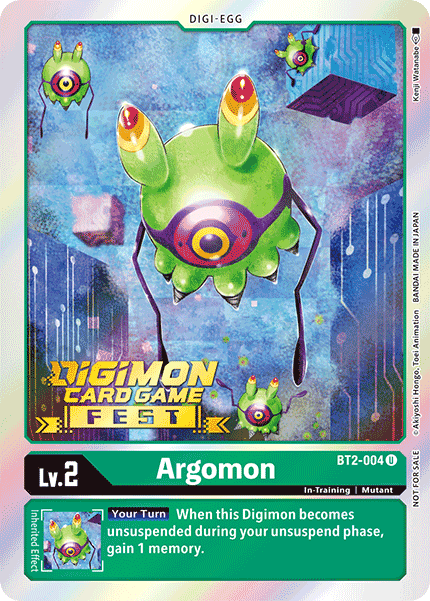 DIGI-EGG
Kenji Watanabe
DIGIMON
CARD GAME
FEST
©Akiyoshi Hongo, Toei Animation BANDAI MADE IN JAPAN
NOT FOR SALE
Lv.2
Argomon
BT2-004 U
In-Training | Mutant
Inherited Effect
Your Turn When this Digimon becomes
unsuspended during your unsuspend phase,
gain 1 memory.